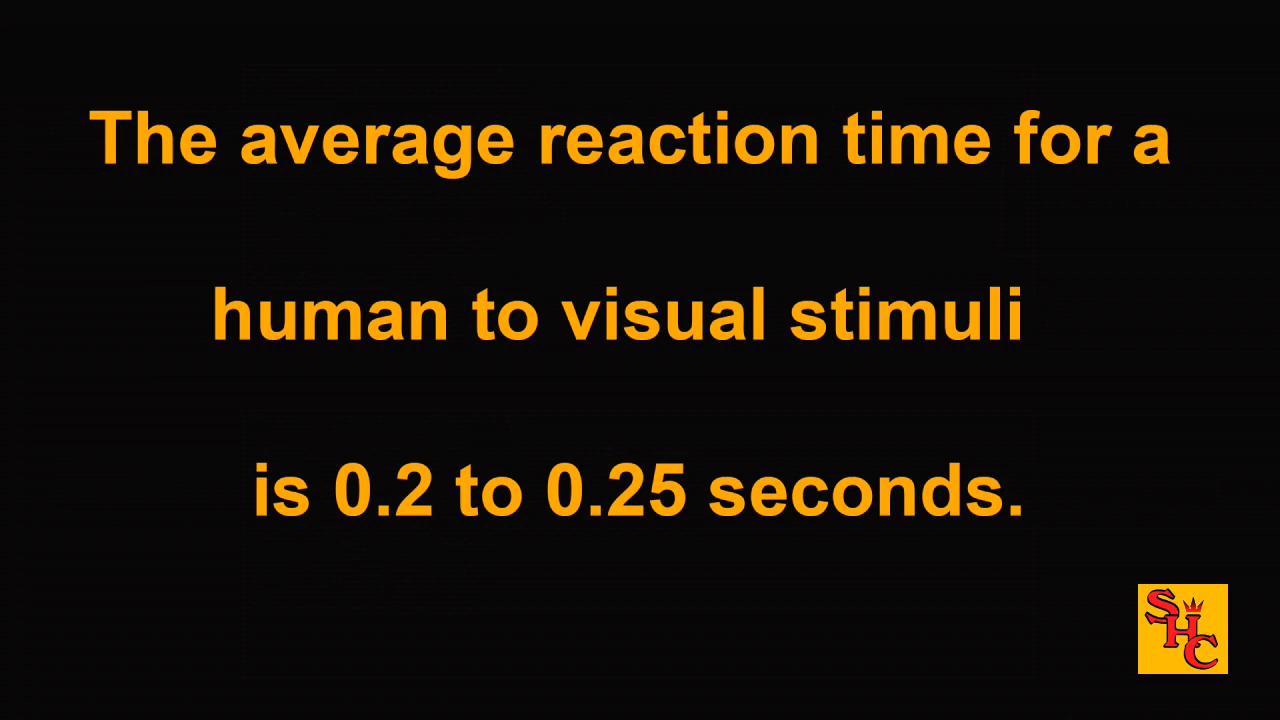 The average reaction time for a
human to visual stimuli
is 0.2 to 0.25 seconds.
SHC